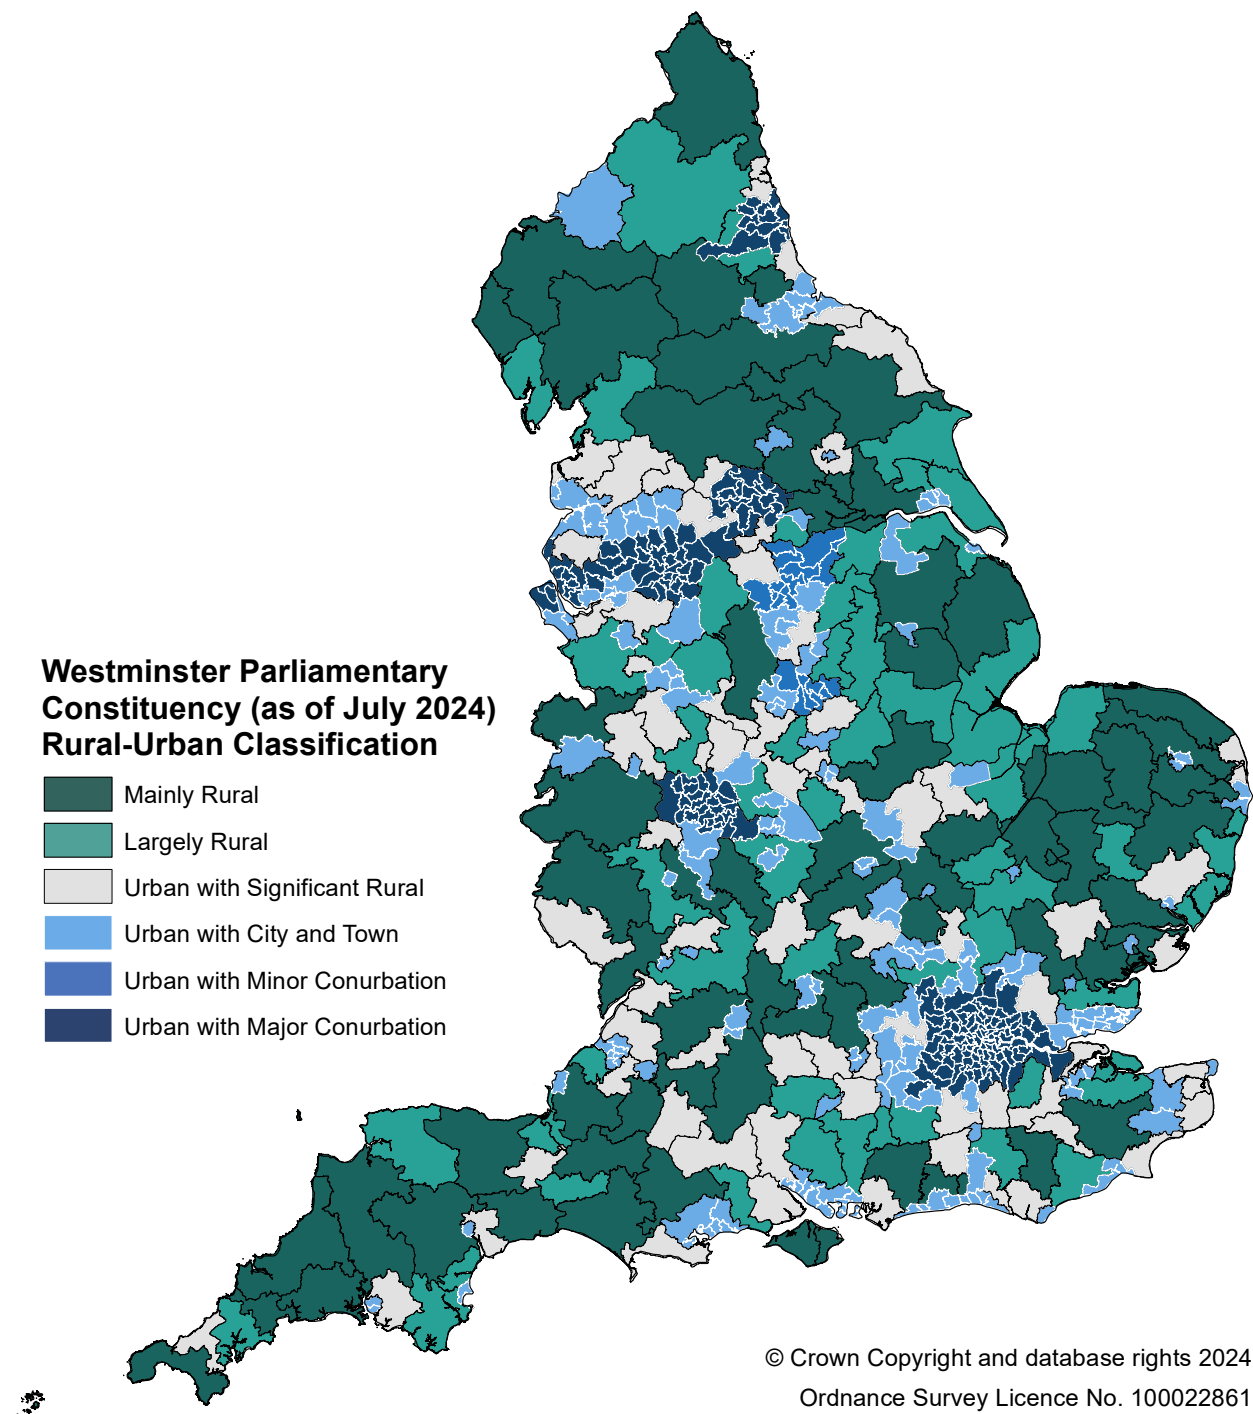 Westminster Parliamentary
Constituency (as of July 2024)
Rural-Urban Classification
Mainly Rural
Largely Rural
Urban with Significant Rural
Urban with City and Town
Urban with Minor Conurbation
Urban with Major Conurbation
© Crown Copyright and database rights 2024
Ordnance Survey Licence No. 100022861